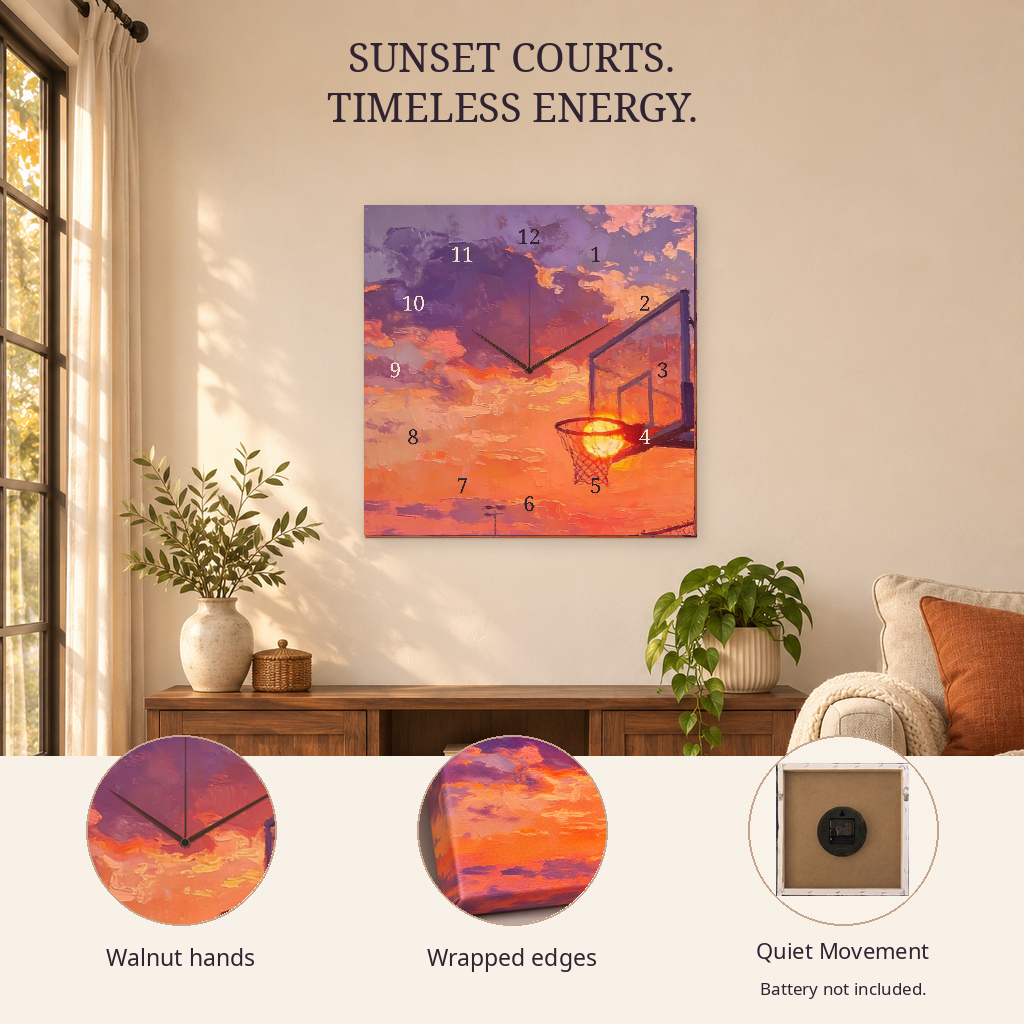 SUNSET COURTS.
TIMELESS ENERGY.
12
11
1
10
2
9
3
8
4
7
5
6
Walnut hands
Wrapped edges
Quiet Movement
Battery not included.